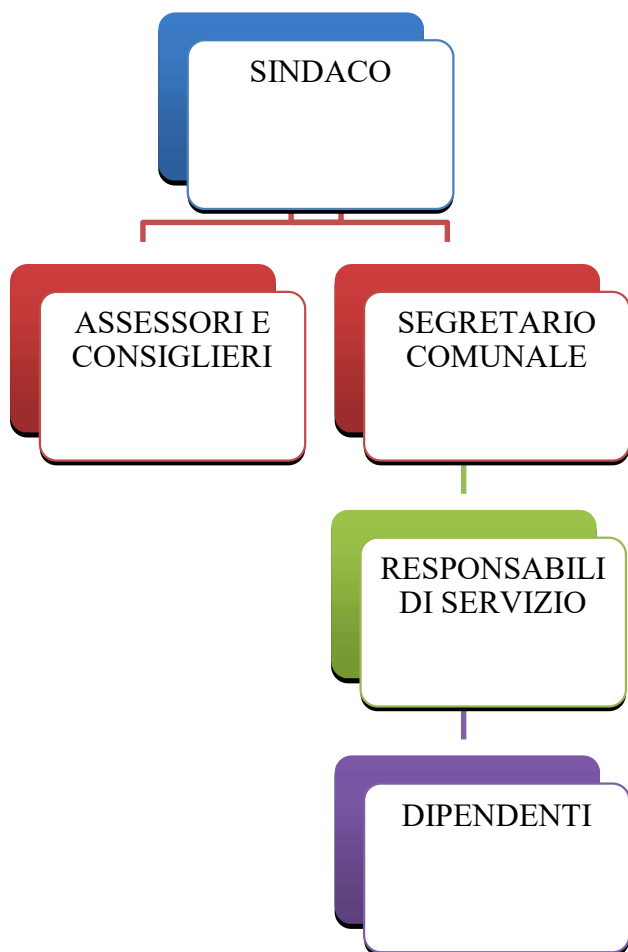 SINDACO
ASSESSORI E
CONSIGLIERI
SEGRETARIO
COMUNALE
RESPONSABILI
DI SERVIZIO
DIPENDENTI